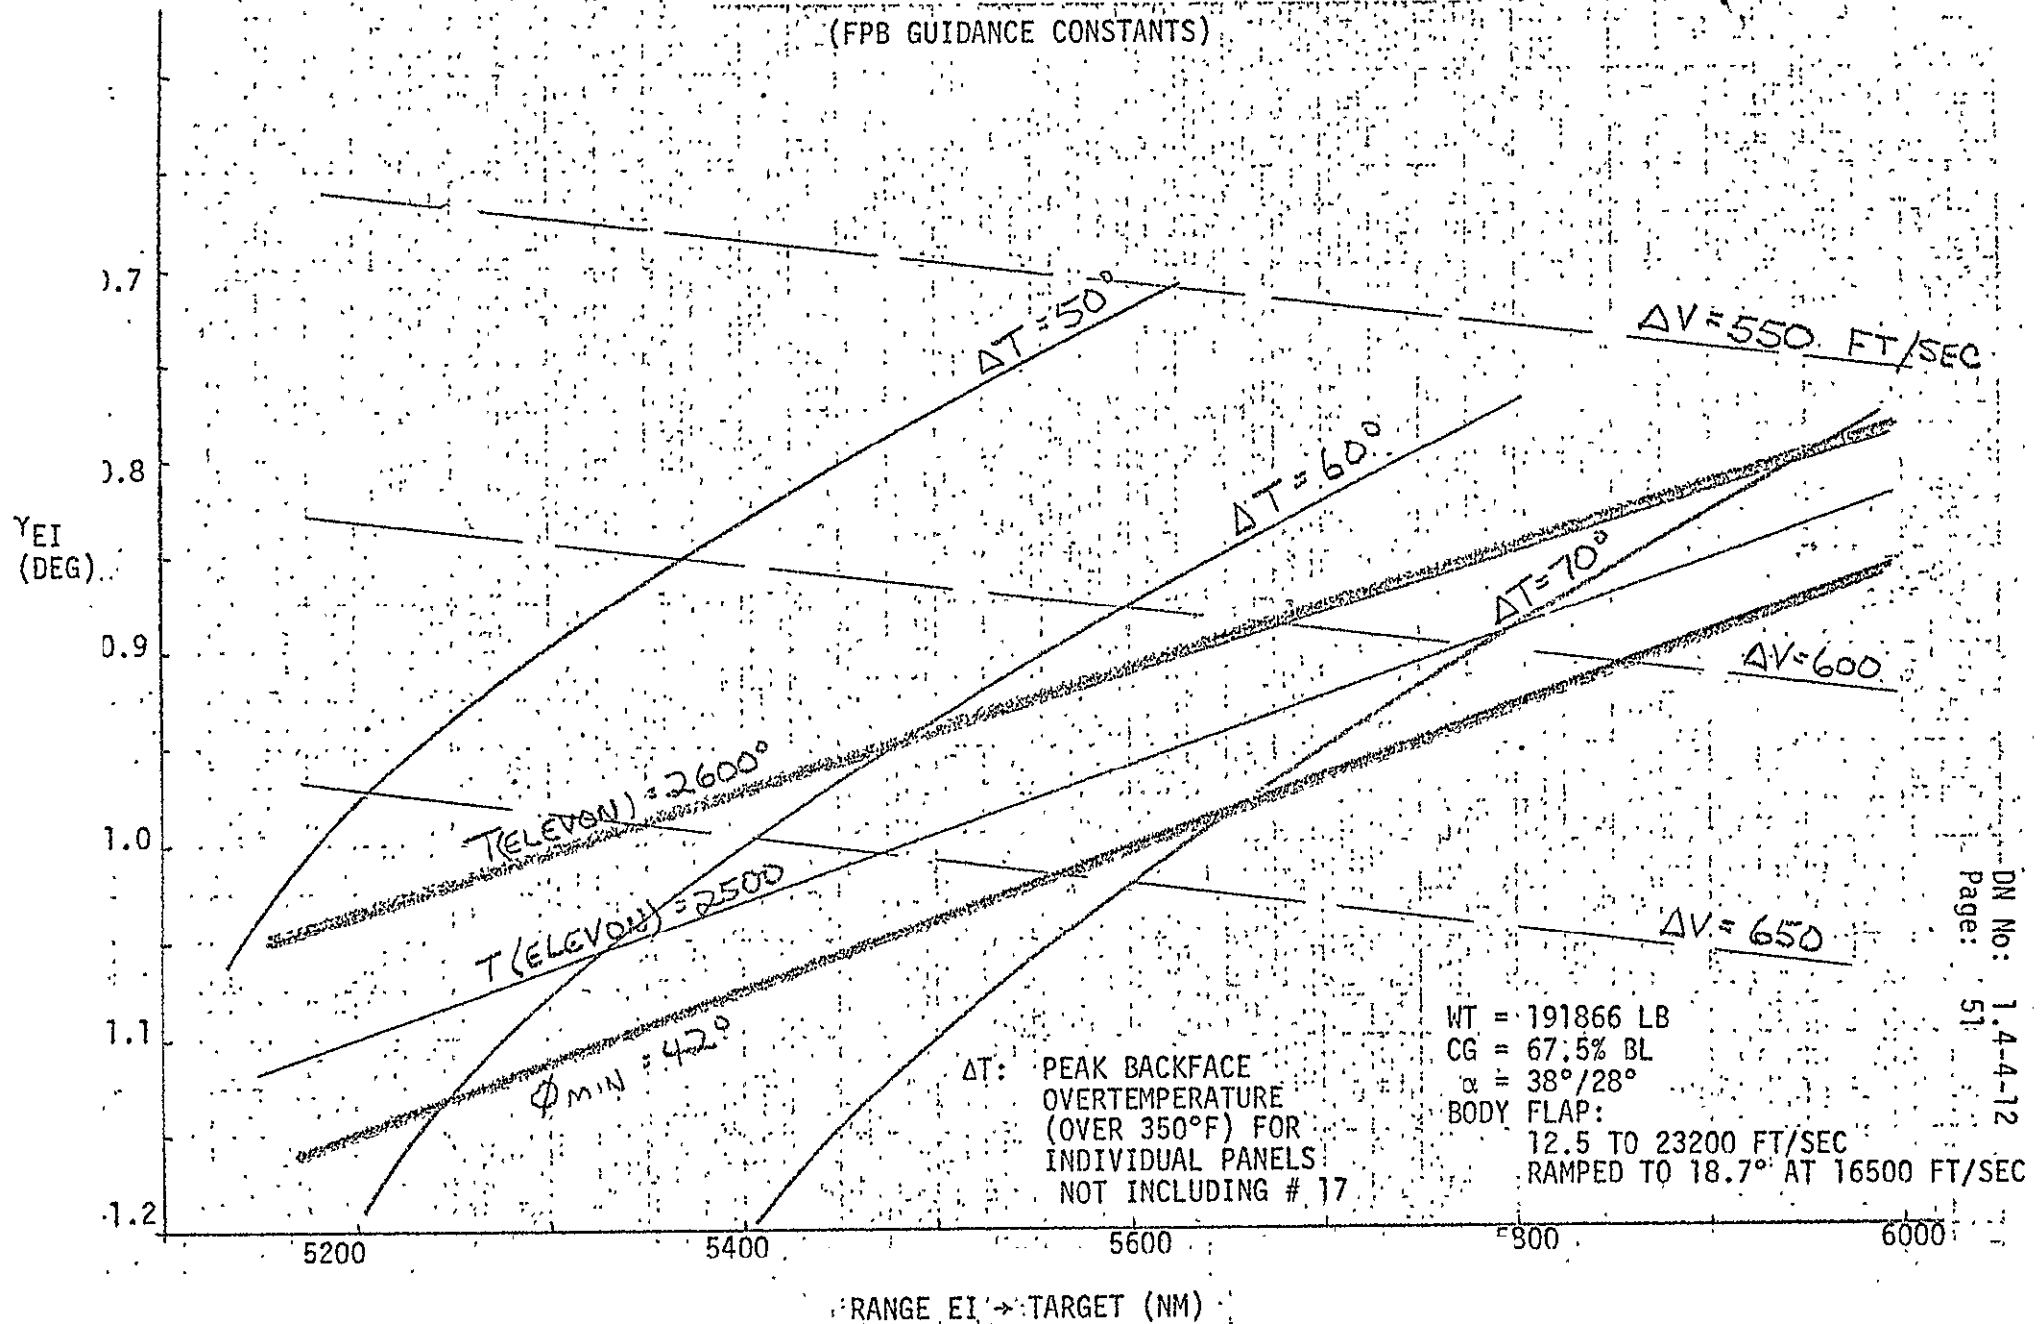 (FPB GUIDANCE CONSTANTS)
).7
).8
0.9
1.0
1.1
1.2
γEI
(DEG)
ΔT = 50°
ΔV = 550 FT/SEC
ΔT = 60°
ΔT = 70°
ΔV = 600
T(ELEVON) = 2600°
T(ELEVON) = 2500
ΔV = 650
φMIN = 42°
ΔT: PEAK BACKFACE
OVERTEMPERATURE
(OVER 350°F) FOR
INDIVIDUAL PANELS
NOT INCLUDING # 17
WT = 191866 LB
CG = 67.5% BL
α = 38°/28°
BODY FLAP:
12.5 TO 23200 FT/SEC
RAMPED TO 18.7° AT 16500 FT/SEC
5200
5400
5600
5800
6000
RANGE EI → TARGET (NM)
DN No: 1.4-4-12
Page: 51